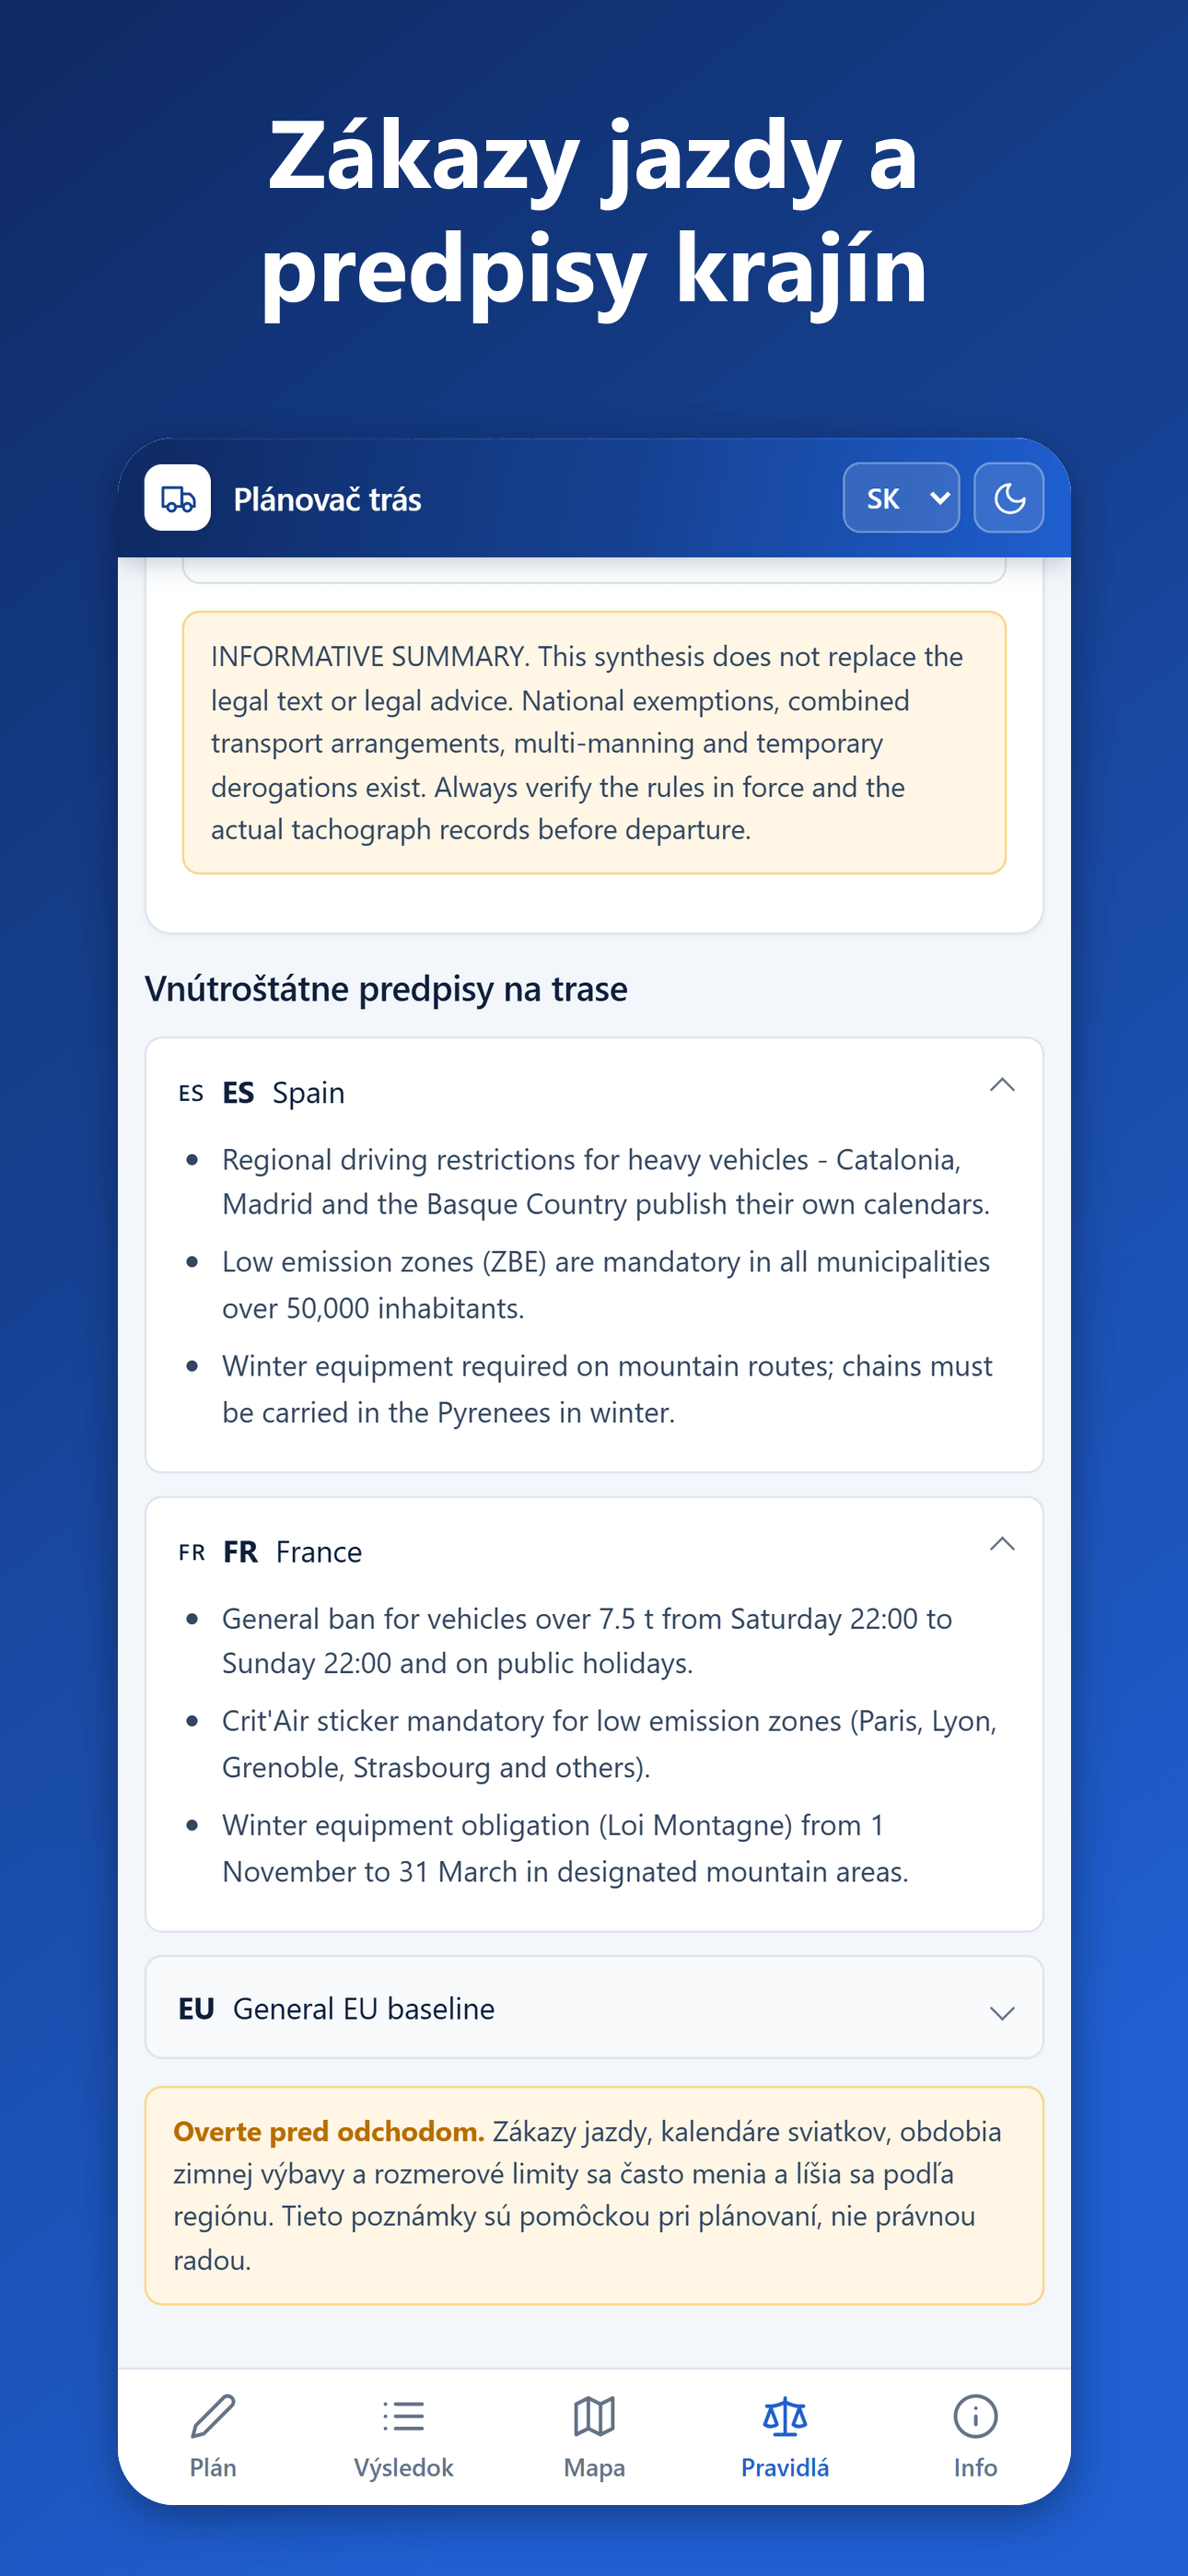 Zákazy jazdy a
predpisy krajín
Plánovač trás
SK
INFORMATIVE SUMMARY. This synthesis does not replace the
legal text or legal advice. National exemptions, combined
transport arrangements, multi-manning and temporary
derogations exist. Always verify the rules in force and the
actual tachograph records before departure.
Vnútroštátne predpisy na trase
ES ES Spain
• Regional driving restrictions for heavy vehicles - Catalonia,
Madrid and the Basque Country publish their own calendars.
• Low emission zones (ZBE) are mandatory in all municipalities
over 50,000 inhabitants.
• Winter equipment required on mountain routes; chains must
be carried in the Pyrenees in winter.
FR FR France
• General ban for vehicles over 7.5 t from Saturday 22:00 to
Sunday 22:00 and on public holidays.
• Crit'Air sticker mandatory for low emission zones (Paris, Lyon,
Grenoble, Strasbourg and others).
• Winter equipment obligation (Loi Montagne) from 1
November to 31 March in designated mountain areas.
EU General EU baseline
Overte pred odchodom. Zákazy jazdy, kalendáre sviatkov, obdobia
zimnej výbavy a rozmerové limity sa často menia a líšia sa podľa
regiónu. Tieto poznámky sú pomôckou pri plánovaní, nie právnou
radou.
Plán
Výsledok
Mapa
Pravidlá
Info